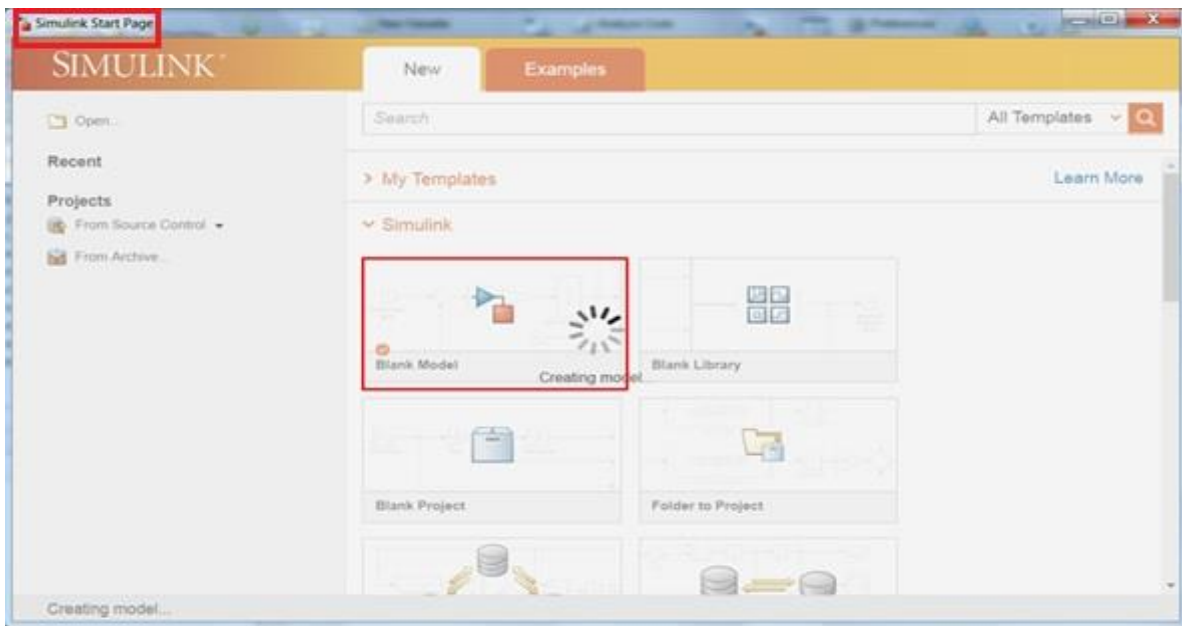 Simulink Start Page
SIMULINK®
New
Examples
Open...
Search
All Templates
Recent
> My Templates
Learn More
Projects
From Source Control
Simulink
From Archive...
Blank Model
Creating model...
Blank Library
Blank Project
Folder to Project
Creating model...